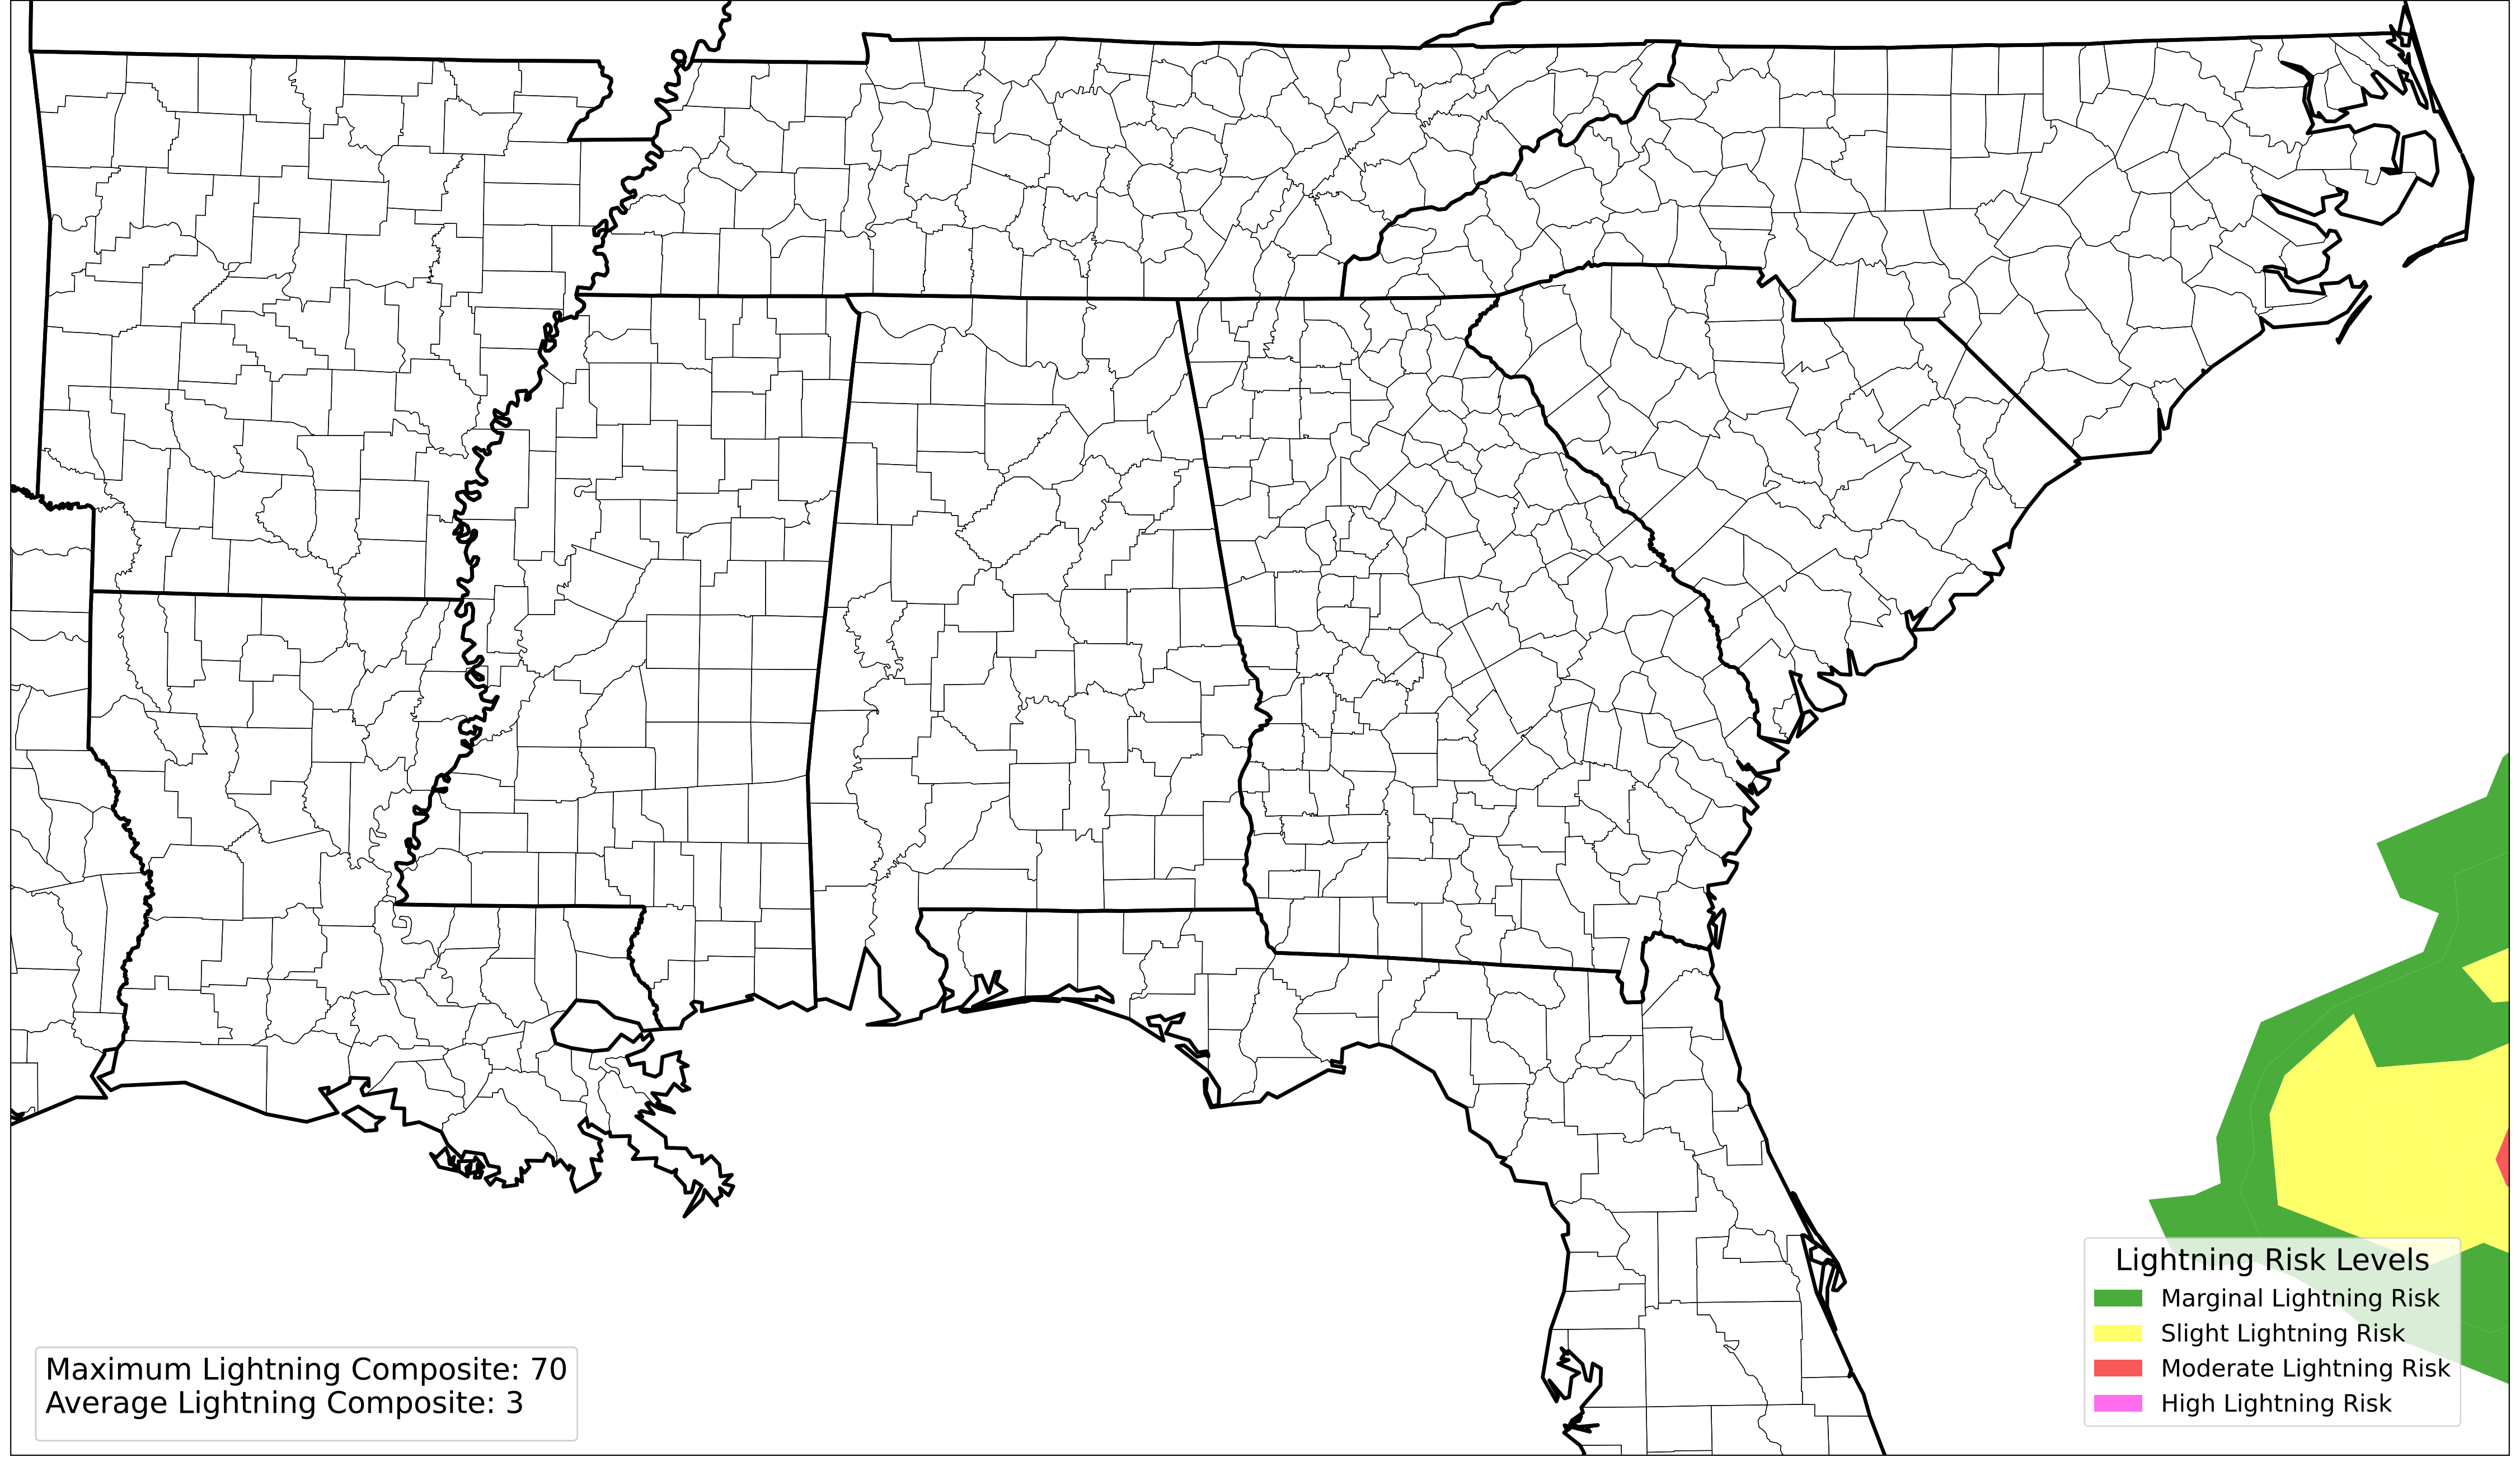 Lightning Risk Levels
Marginal Lightning Risk
Slight Lightning Risk
Moderate Lightning Risk
High Lightning Risk
Maximum Lightning Composite: 70
Average Lightning Composite: 3